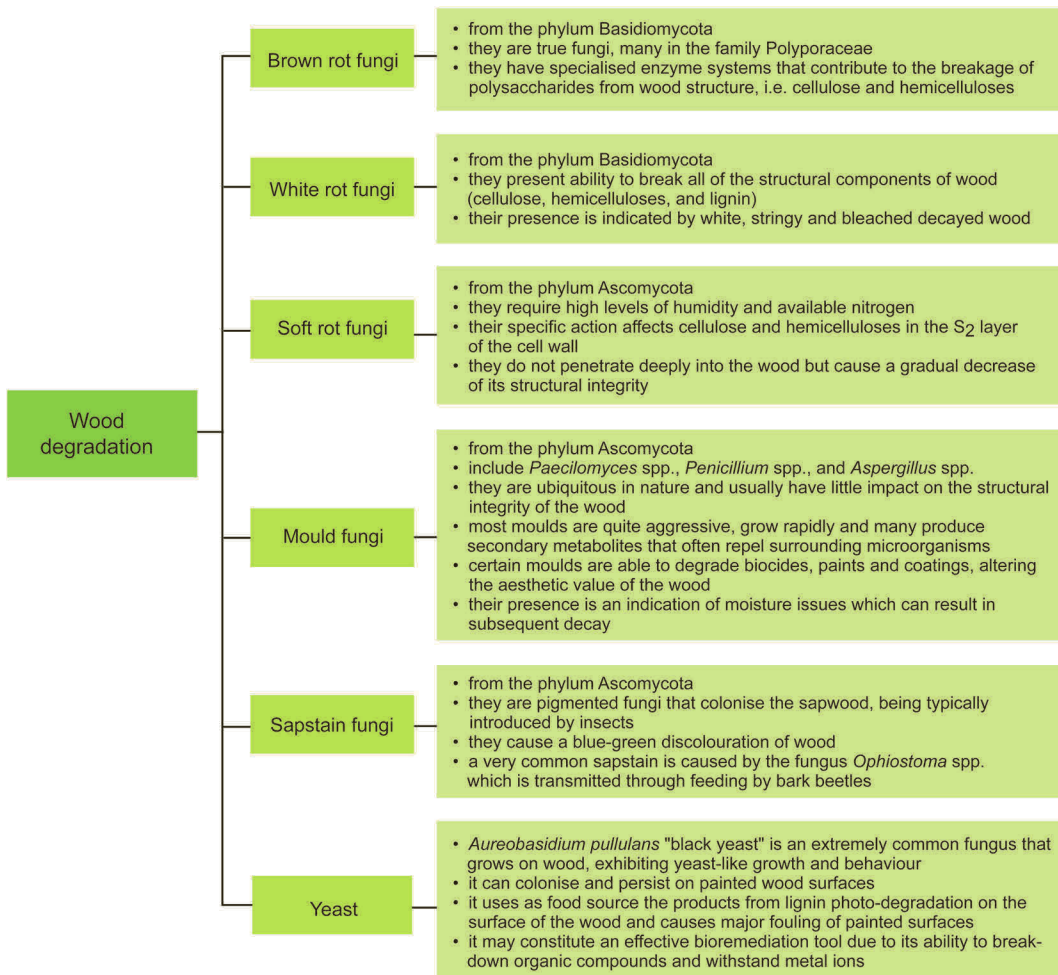 Wood
degradation
Brown rot fungi
• from the phylum Basidiomycota
• they are true fungi, many in the family Polyporaceae
• they have specialised enzyme systems that contribute to the breakage of
polysaccharides from wood structure, i.e. cellulose and hemicelluloses
White rot fungi
• from the phylum Basidiomycota
• they present ability to break all of the structural components of wood
(cellulose, hemicelluloses, and lignin)
• their presence is indicated by white, stringy and bleached decayed wood
Soft rot fungi
• from the phylum Ascomycota
• they require high levels of humidity and available nitrogen
• their specific action affects cellulose and hemicelluloses in the S2 layer
of the cell wall
• they do not penetrate deeply into the wood but cause a gradual decrease
of its structural integrity
Mould fungi
• from the phylum Ascomycota
• include Paecilomyces spp., Penicillium spp., and Aspergillus spp.
• they are ubiquitous in nature and usually have little impact on the structural
integrity of the wood
• most moulds are quite aggressive, grow rapidly and many produce
secondary metabolites that often repel surrounding microorganisms
• certain moulds are able to degrade biocides, paints and coatings, altering
the aesthetic value of the wood
• their presence is an indication of moisture issues which can result in
subsequent decay
Sapstain fungi
• from the phylum Ascomycota
• they are pigmented fungi that colonise the sapwood, being typically
introduced by insects
• they cause a blue-green discolouration of wood
• a very common sapstain is caused by the fungus Ophiostoma spp.
which is transmitted through feeding by bark beetles
Yeast
• Aureobasidium pullulans "black yeast" is an extremely common fungus that
grows on wood, exhibiting yeast-like growth and behaviour
• it can colonise and persist on painted wood surfaces
• it uses as food source the products from lignin photo-degradation on the
surface of the wood and causes major fouling of painted surfaces
• it may constitute an effective bioremediation tool due to its ability to break-
down organic compounds and withstand metal ions